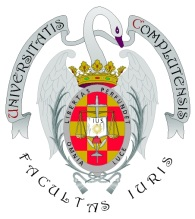 UNIVERSITATIS
COMPLUTENSIS
LIBERTAS PERFUNDET
OMNIA LUCE
IUS
FACULTAS IURIS